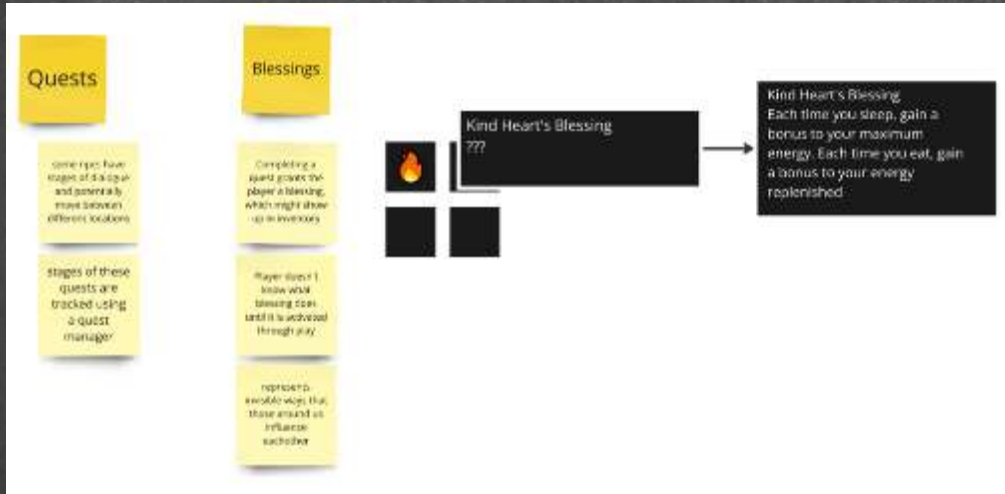 Quests
some npcs have
stages of dialogue
and potentially
move between
different locations
stages of these
quests are
tracked using
a quest
manager
Blessings
Completing a
quest grants the
player a blessing,
which might show
up in inventory
Player doesn't
know what
blessing does
until it is activated
through play
represents
invisible ways that
those around us
influence
eachother
Kind Heart's Blessing
???
Kind Heart's Blessing
Each time you sleep, gain a
bonus to your maximum
energy. Each time you eat, gain
a bonus to your energy
replenished